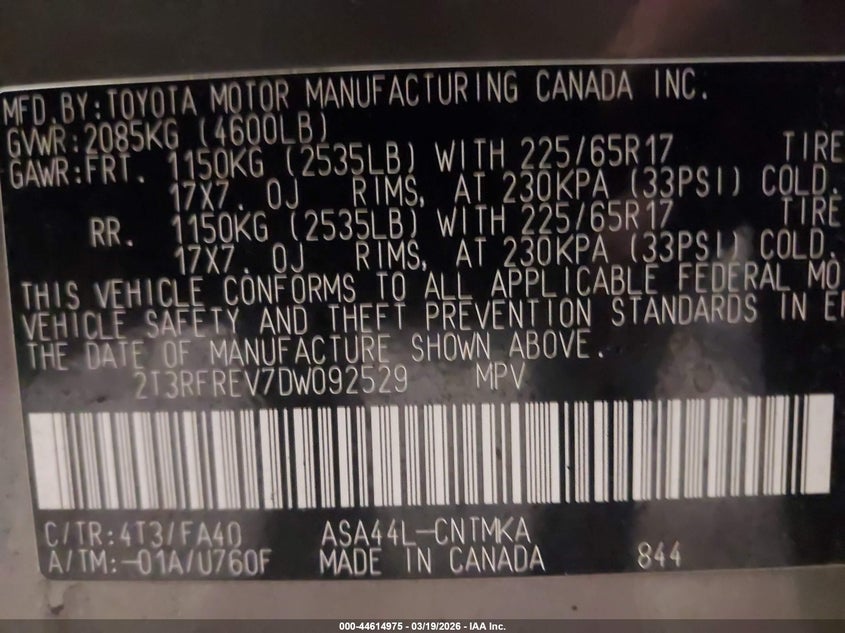 MFD.BY:TOYOTA MOTOR MANUFACTURING CANADA INC.
GVWR:2085KG (4600LB)
GAWR:FRT. 1150KG (2535LB) WITH 225/65R17 TIRE
17X7.0J RIMS, AT 230KPA (33PSI) COLD.
RR. 1150KG (2535LB) WITH 225/65R17 TIRE
17X7.0J RIMS, AT 230KPA (33PSI) COLD.
THIS VEHICLE CONFORMS TO ALL APPLICABLE FEDERAL MO
VEHICLE SAFETY AND THEFT PREVENTION STANDARDS IN
THE DATE OF MANUFACTURE SHOWN ABOVE.
2T3RFREV7DW092529 MPV
C/TR:4T3/FA40 ASA44L-CNTMKA
A/TM:-01A/U760F MADE IN CANADA 844
000-44614975 - 03/19/2026 - IAA Inc.